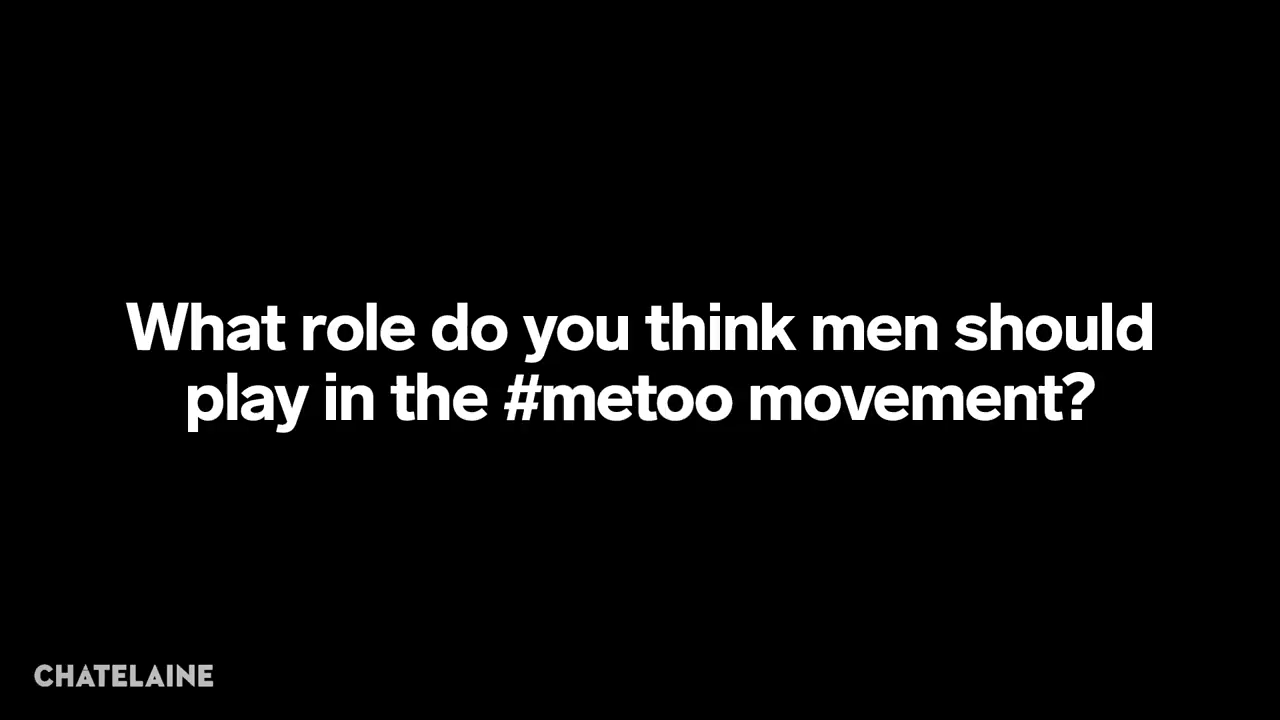 What role do you think men should
play in the #metoo movement?
CHATELAINE